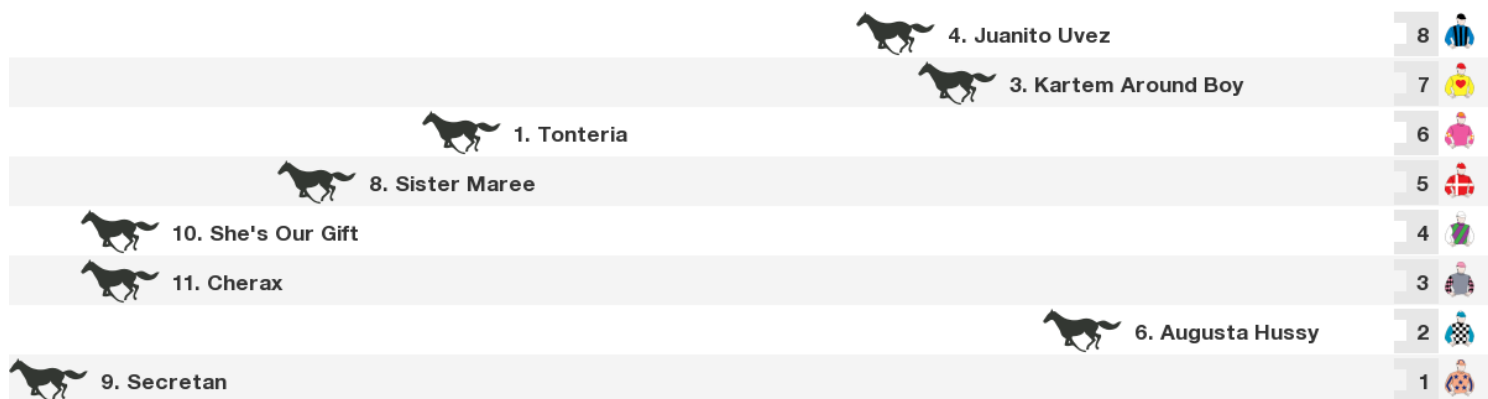 4. Juanito Uvez 8
3. Kartem Around Boy 7
1. Tonteria 6
8. Sister Maree 5
10. She's Our Gift 4
11. Cherax 3
6. Augusta Hussy 2
9. Secretan 1